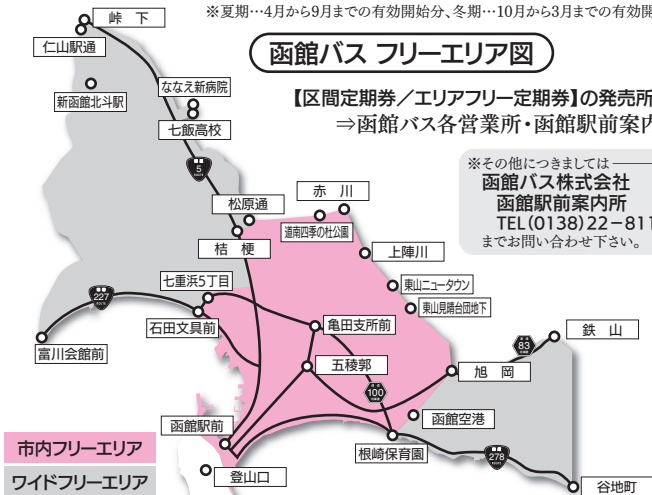 ※夏期…4月から9月までの有効開始分、冬期…10月から3月までの有効開
函館バス フリーエリア図
【区間定期券／エリアフリー定期券】の発売所
⇒函館バス各営業所・函館駅前案内
※その他につきましては
函館バス株式会社
函館駅前案内所
TEL(0138)22-811
までお問い合わせ下さい。
峠下
仁山駅通
新函館北斗駅
ななえ新病院
七飯高校
5
松原通
赤川
道南四季の杜公園
桔梗
上陣川
七重浜5丁目
東山ニュータウン
227
石田文具前
東山見晴台団地下
富川会館前
亀田支所前
83
鉄山
五稜郭
旭岡
100
函館空港
函館駅前
根崎保育園
278
登山口
谷地町
市内フリーエリア
ワイドフリーエリア